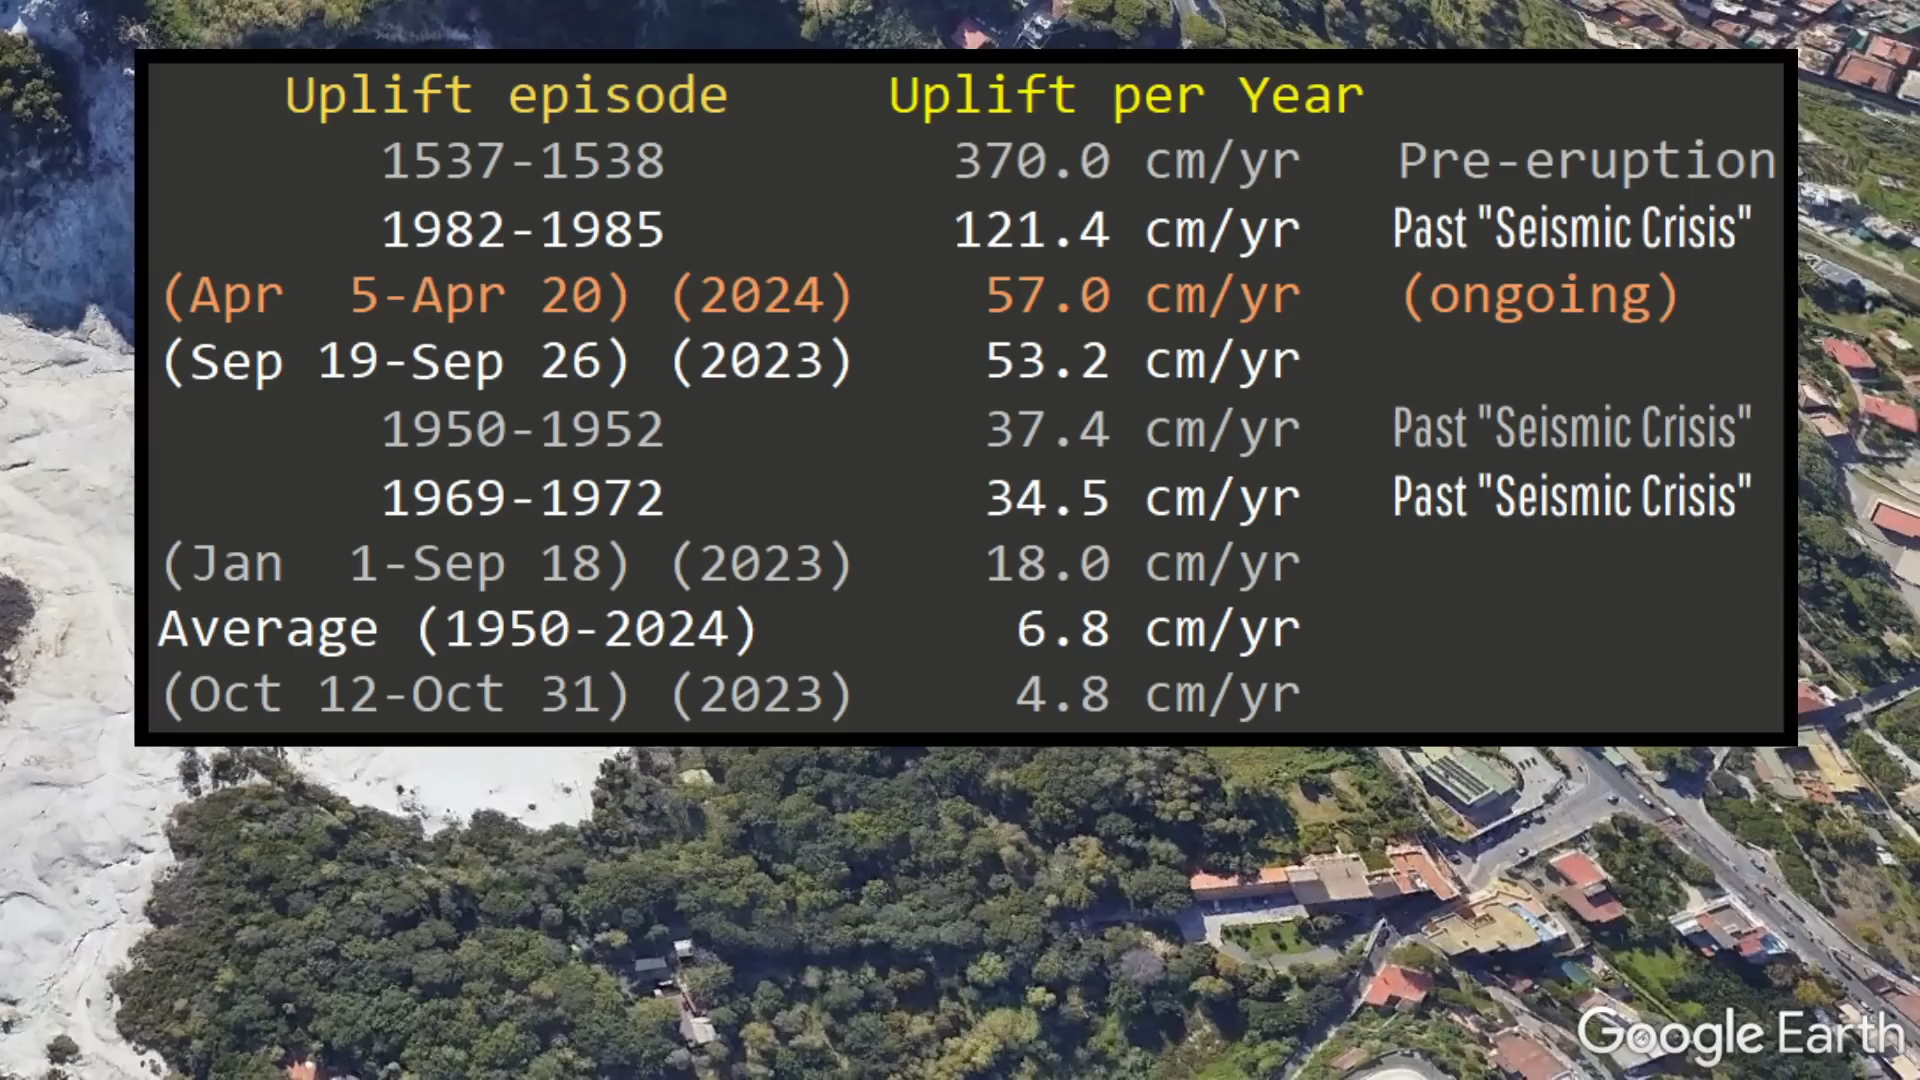 Uplift episode Uplift per Year
1537-1538 370.0 cm/yr Pre-eruption
1982-1985 121.4 cm/yr Past "Seismic Crisis"
(Apr 5-Apr 20) (2024) 57.0 cm/yr (ongoing)
(Sep 19-Sep 26) (2023) 53.2 cm/yr
1950-1952 37.4 cm/yr Past "Seismic Crisis"
1969-1972 34.5 cm/yr Past "Seismic Crisis"
(Jan 1-Sep 18) (2023) 18.0 cm/yr
Average (1950-2024) 6.8 cm/yr
(Oct 12-Oct 31) (2023) 4.8 cm/yr
Google Earth